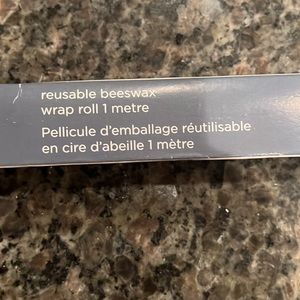 reusable beeswax
wrap roll 1 metre
Pellicule d'emballage réutilisable
en cire d'abeille 1 mètre